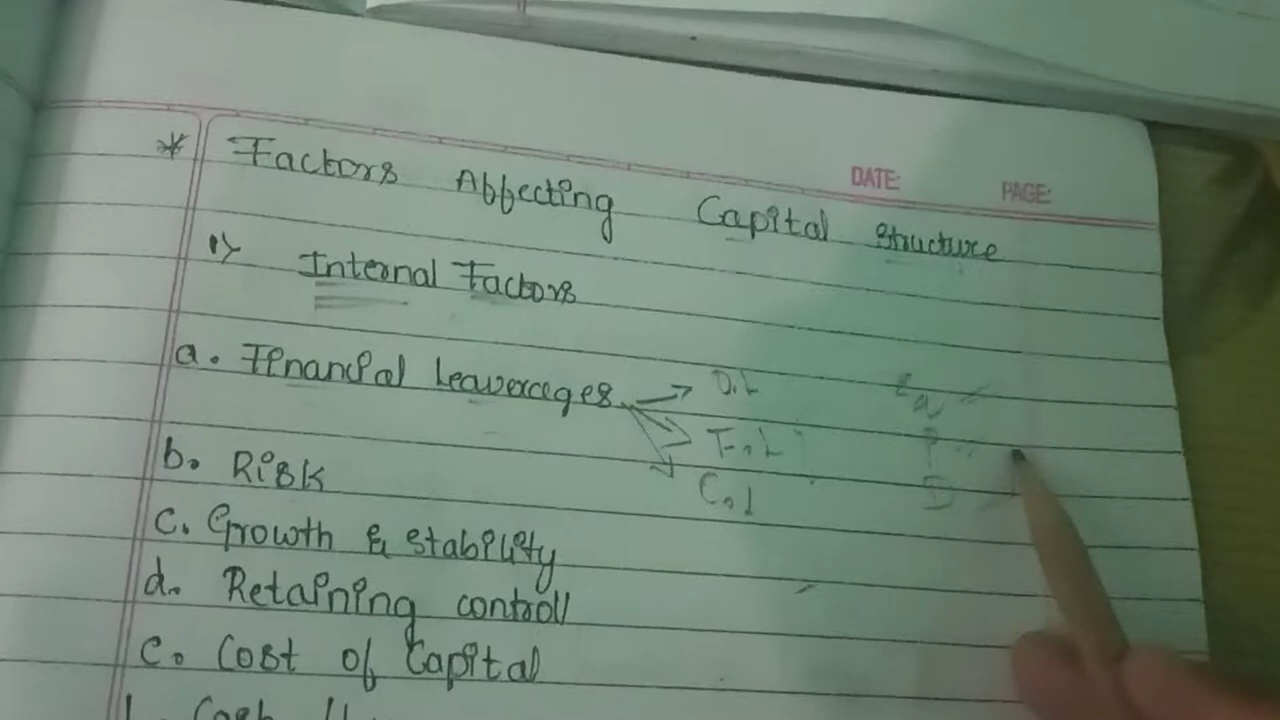 DATE:
PAGE:
* Factors Affecting Capital Structure
1) Internal Factors
a. Financial Leaverages → D.L
F.L
C.L
P
D
b. Risk
c. Growth & Stability
d. Retaining controll
e. Cost of Capital
Cash